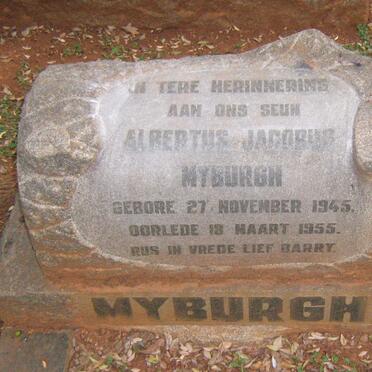 IN TERE HERINNERING
AAN ONS SEUN
ALBERTUS JACOBUS
MYBURGH
GEBORE 27 NOVEMBER 1945.
OORLEDE 18 MAART 1955.
RUS IN VREDE LIEF BARRY.
MYBURGH